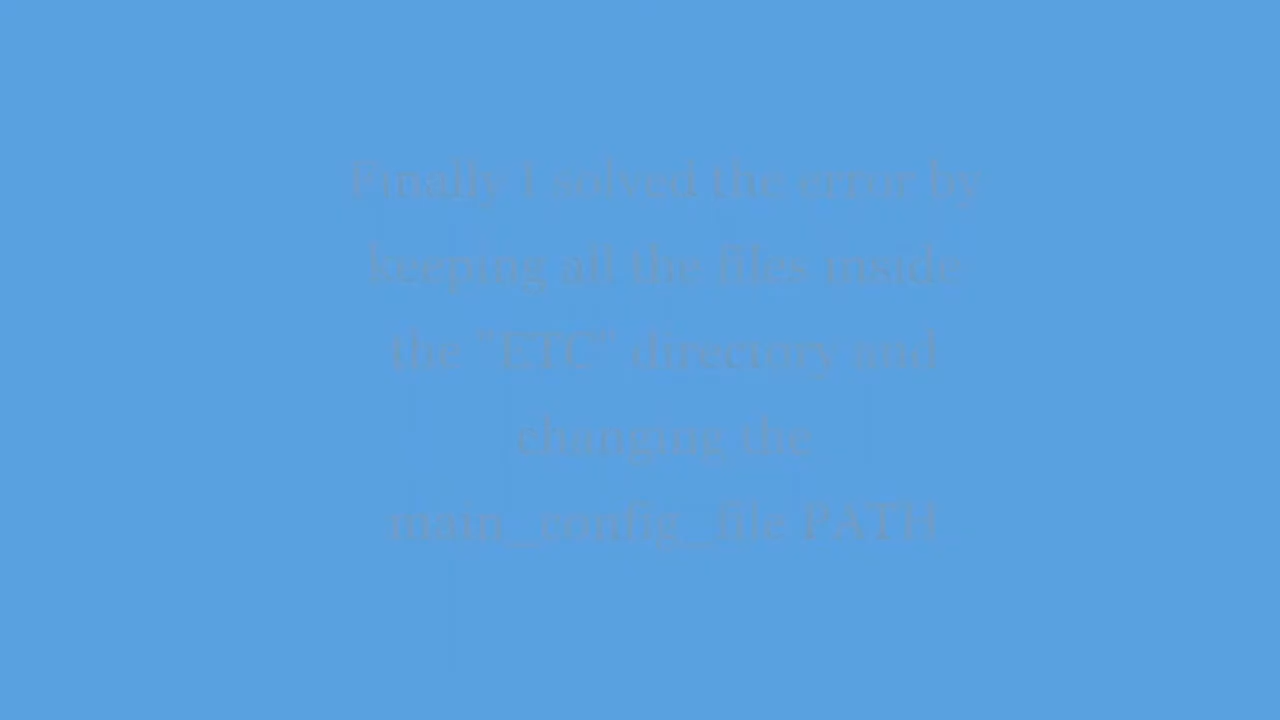 Finally I solved the error by
keeping all the files inside
the "ETC" directory and
changing the
main_config_file PATH